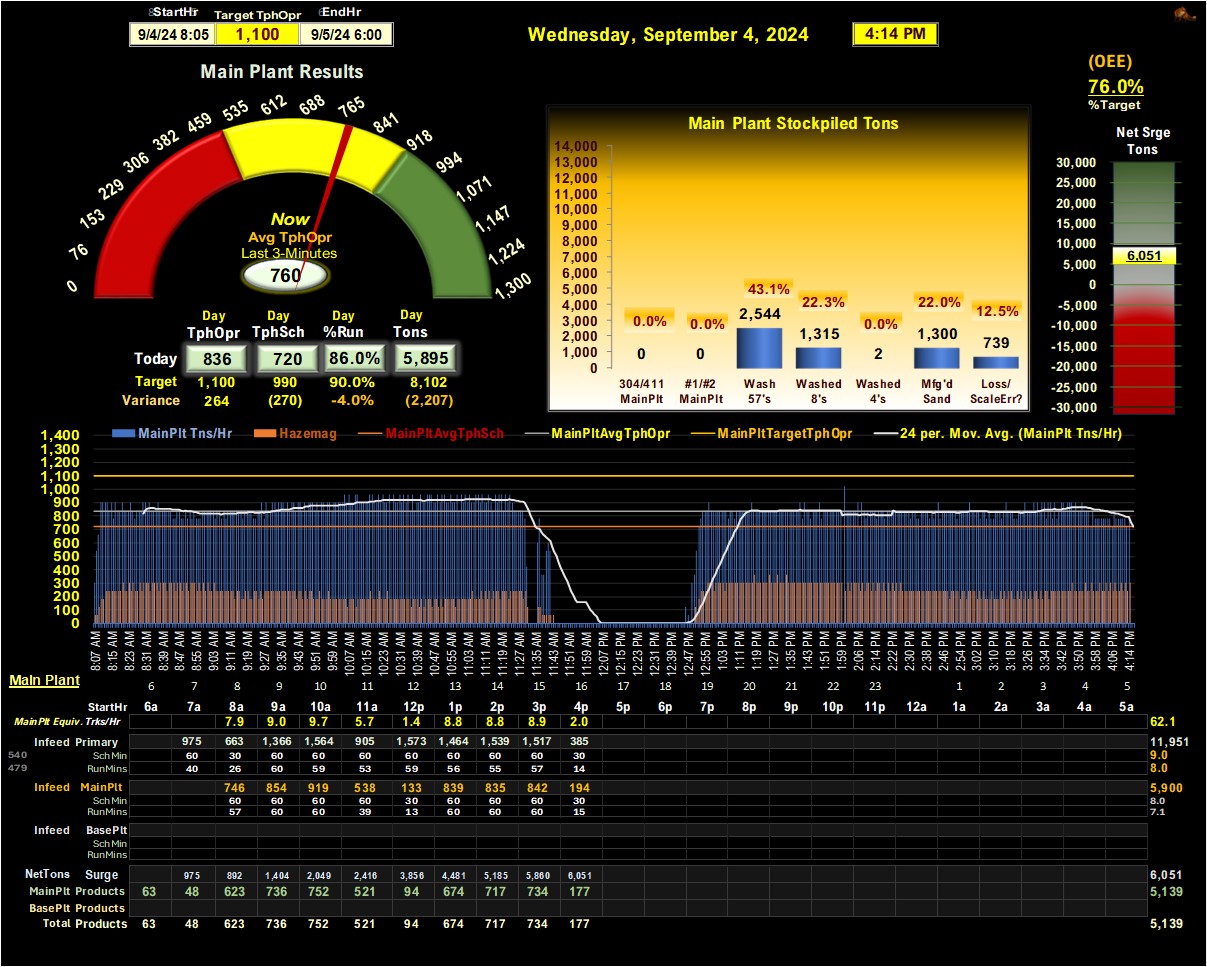 StartHr Target TphOpr EndHr
9/4/24 8:05 1,100 9/5/24 6:00
Wednesday, September 4, 2024 4:14 PM
(OEE)
76.0%
%Target
Main Plant Results
0 76 153 229 306 382 459 535 612 688 765 841 918 994 1,071 1,147 1,224 1,300
Now
Avg TphOpr
Last 3-Minutes
760
Day Day Day Day
TphOpr TphSch %Run Tons
Today 836 720 86.0% 5,895
Target 1,100 990 90.0% 8,102
Variance 264 (270) -4.0% (2,207)
Main Plant Stockpiled Tons
14,000
13,000
12,000
11,000
10,000
9,000
8,000
7,000
6,000
5,000
4,000
3,000
2,000
1,000
0
0.0% 0.0% 43.1% 22.3% 0.0% 22.0% 12.5%
0 0 2,544 1,315 2 1,300 739
304/411 #1/#2 Wash Washed Washed Mfg'd Loss/
MainPlt MainPlt 57's 8's 4's Sand ScaleErr?
Net Srge
Tons
30,000
25,000
20,000
15,000
10,000
5,000
0
-5,000
-10,000
-15,000
-20,000
-25,000
-30,000
6,051
MainPlt Tns/Hr Hazemag MainPltAvgTphSch MainPltAvgTphOpr MainPltTargetTphOpr 24 per. Mov. Avg. (MainPlt Tns/Hr)
1,400
1,300
1,200
1,100
1,000
900
800
700
600
500
400
300
200
100
0
8:07 AM 8:15 AM 8:23 AM 8:31 AM 8:39 AM 8:47 AM 8:55 AM 9:03 AM 9:11 AM 9:19 AM 9:27 AM 9:35 AM 9:43 AM 9:51 AM 9:59 AM 10:07 AM 10:15 AM 10:23 AM 10:31 AM 10:39 AM 10:47 AM 10:55 AM 11:03 AM 11:11 AM 11:19 AM 11:27 AM 11:35 AM 11:43 AM 11:51 AM 11:59 AM 12:07 PM 12:15 PM 12:23 PM 12:31 PM 12:39 PM 12:47 PM 12:55 PM 1:03 PM 1:11 PM 1:19 PM 1:27 PM 1:35 PM 1:43 PM 1:51 PM 1:59 PM 2:06 PM 2:14 PM 2:22 PM 2:30 PM 2:38 PM 2:46 PM 2:54 PM 3:02 PM 3:10 PM 3:18 PM 3:26 PM 3:34 PM 3:42 PM 3:50 PM 3:58 PM 4:06 PM 4:14 PM
Main Plant
6 7 8 9 10 11 12 13 14 15 16 17 18 19 20 21 22 23 1 2 3 4 5
StartHr 6a 7a 8a 9a 10a 11a 12p 1p 2p 3p 4p 5p 6p 7p 8p 9p 10p 11p 12a 1a 2a 3a 4a 5a
MainPlt Equiv. Trks/Hr 7.9 9.0 9.7 5.7 1.4 8.8 8.8 8.9 2.0 62.1
Infeed Primary 975 663 1,366 1,564 905 1,573 1,464 1,539 1,517 385 11,951
540 Sch Min 60 30 60 60 60 60 60 60 60 30 9.0
479 RunMins 40 26 60 59 53 59 56 55 57 14 8.0
Infeed MainPlt 746 854 919 538 133 839 835 842 194 5,900
Sch Min 60 60 60 60 30 60 60 60 30 8.0
RunMins 57 60 60 39 13 60 60 60 15 7.1
Infeed BasePlt
Sch Min
RunMins
NetTons Surge 975 892 1,404 2,049 2,416 3,856 4,481 5,185 5,860 6,051 6,051
MainPlt Products 63 48 623 736 752 521 94 674 717 734 177 5,139
BasePlt Products
Total Products 63 48 623 736 752 521 94 674 717 734 177 5,139